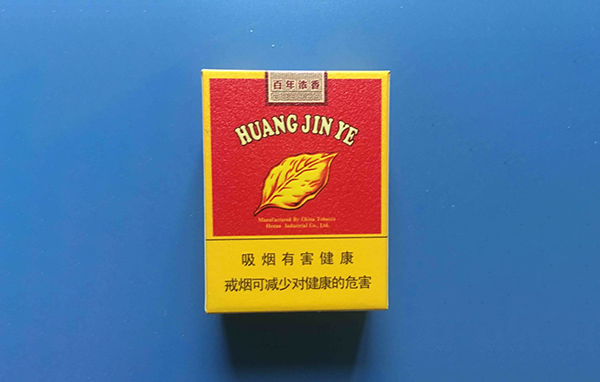 百年浓香
HUANG JIN YE
Manufactured By China Tobacco
Henan Industrial Co., Ltd.
吸烟有害健康
戒烟可减少对健康的危害